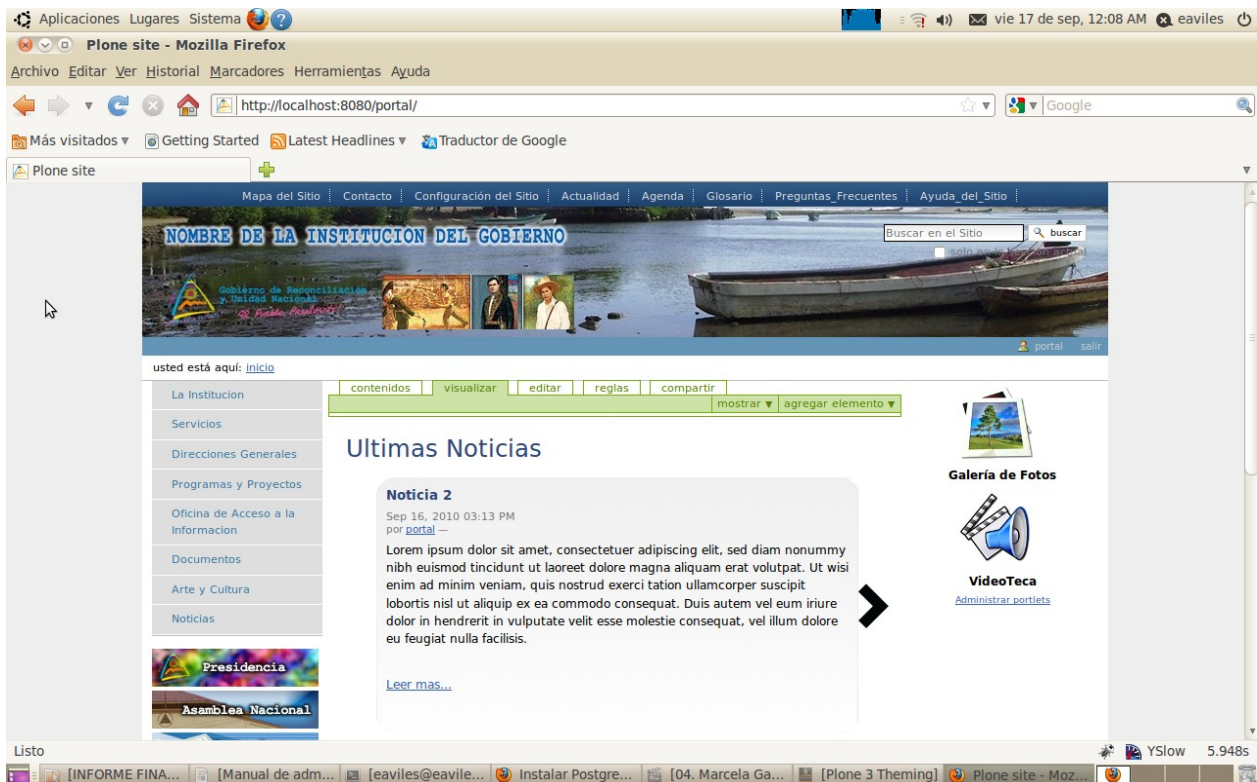 Aplicaciones Lugares Sistema
vie 17 de sep, 12:08 AM eaviles
Plone site - Mozilla Firefox
Archivo Editar Ver Historial Marcadores Herramientas Ayuda
http://localhost:8080/portal/
Google
Más visitados Getting Started Latest Headlines Traductor de Google
Plone site
Mapa del Sitio Contacto Configuración del Sitio Actualidad Agenda Glosario Preguntas_Frecuentes Ayuda_del_Sitio
NOMBRE DE LA INSTITUCION DEL GOBIERNO
Buscar en el Sitio buscar
solo en la sección actual
Gobierno de Reconciliación
y Unidad Nacional
El Pueblo Presidente!
portal salir
usted está aquí: inicio
La Institucion
Servicios
Direcciones Generales
Programas y Proyectos
Oficina de Acceso a la
Informacion
Documentos
Arte y Cultura
Noticias
Presidencia
Asamblea Nacional
contenidos visualizar editar reglas compartir
mostrar agregar elemento
Ultimas Noticias
Noticia 2
Sep 16, 2010 03:13 PM
por portal —
Lorem ipsum dolor sit amet, consectetuer adipiscing elit, sed diam nonummy
nibh euismod tincidunt ut laoreet dolore magna aliquam erat volutpat. Ut wisi
enim ad minim veniam, quis nostrud exerci tation ullamcorper suscipit
lobortis nisl ut aliquip ex ea commodo consequat. Duis autem vel eum iriure
dolor in hendrerit in vulputate velit esse molestie consequat, vel illum dolore
eu feugiat nulla facilisis.
Leer mas...
Galería de Fotos
VideoTeca
Administrar portlets
Listo
YSlow 5.948s
[INFORME FINA... [Manual de adm... [eaviles@eavile... Instalar Postgre... [04. Marcela Ga... [Plone 3 Theming] Plone site - Moz...